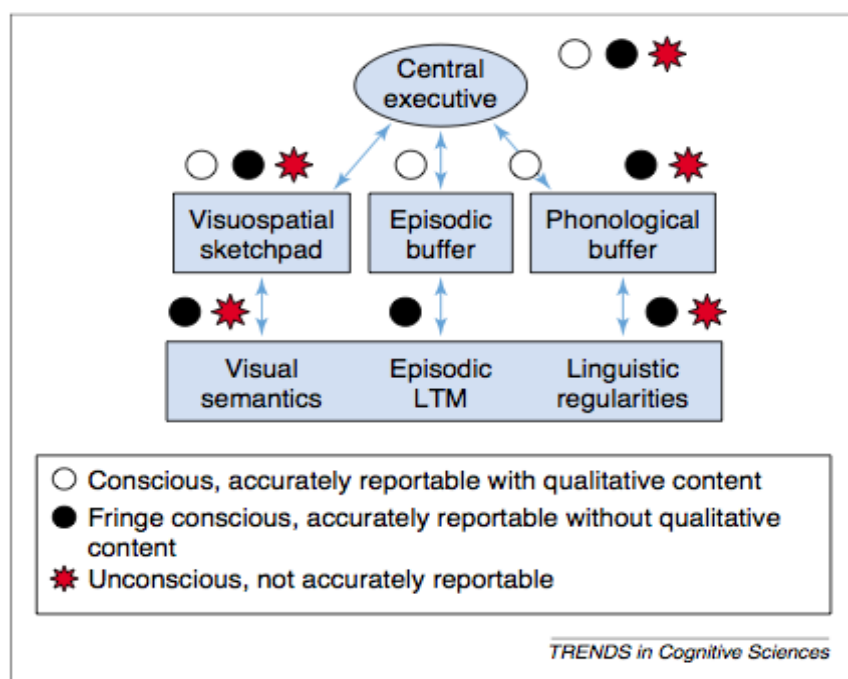 Central
executive
Visuospatial
sketchpad
Episodic
buffer
Phonological
buffer
Visual
semantics
Episodic
LTM
Linguistic
regularities
Conscious, accurately reportable with qualitative content
Fringe conscious, accurately reportable without qualitative
content
Unconscious, not accurately reportable
TRENDS in Cognitive Sciences